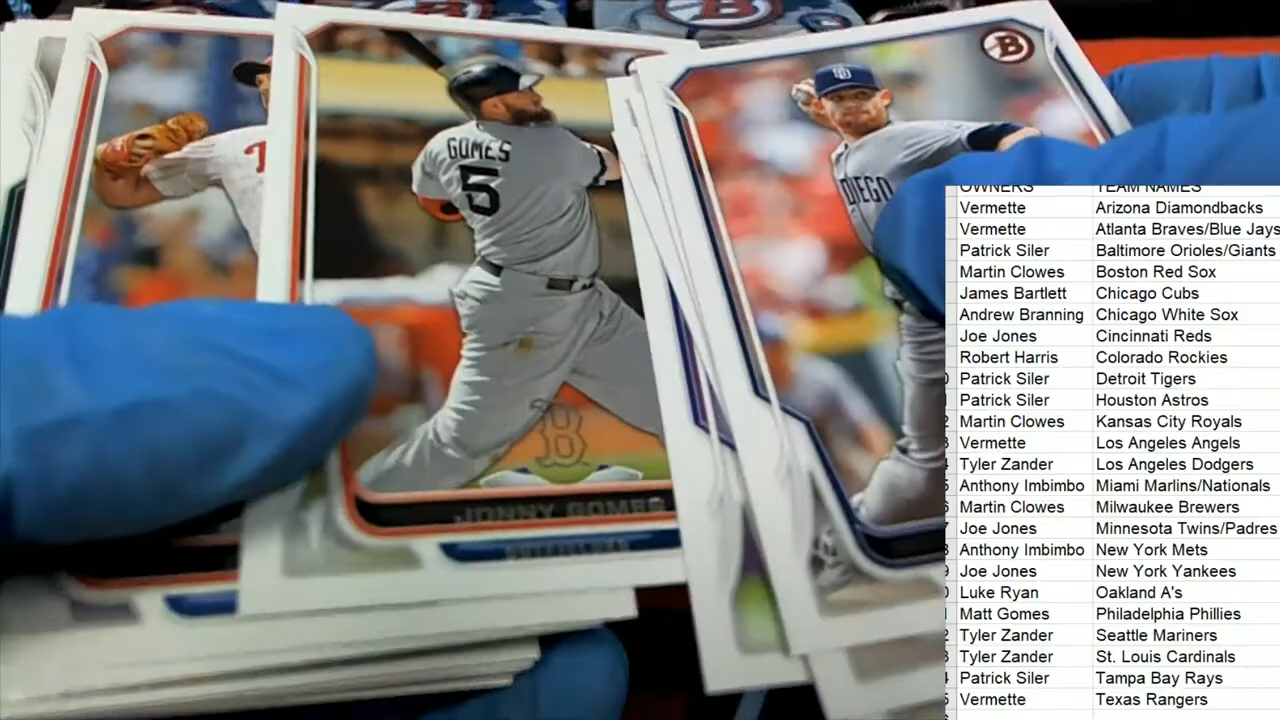 B
GOMES
5
B
SD
DIEGO
B
JONNY GOMES
OUTFIELDER
OWNERS TEAM NAMES
Vermette Arizona Diamondbacks
Vermette Atlanta Braves/Blue Jays
Patrick Siler Baltimore Orioles/Giants
Martin Clowes Boston Red Sox
James Bartlett Chicago Cubs
Andrew Branning Chicago White Sox
Joe Jones Cincinnati Reds
Robert Harris Colorado Rockies
Patrick Siler Detroit Tigers
Patrick Siler Houston Astros
Martin Clowes Kansas City Royals
Vermette Los Angeles Angels
Tyler Zander Los Angeles Dodgers
Anthony Imbimbo Miami Marlins/Nationals
Martin Clowes Milwaukee Brewers
Joe Jones Minnesota Twins/Padres
Anthony Imbimbo New York Mets
Joe Jones New York Yankees
Luke Ryan Oakland A's
Matt Gomes Philadelphia Phillies
Tyler Zander Seattle Mariners
Tyler Zander St. Louis Cardinals
Patrick Siler Tampa Bay Rays
Vermette Texas Rangers